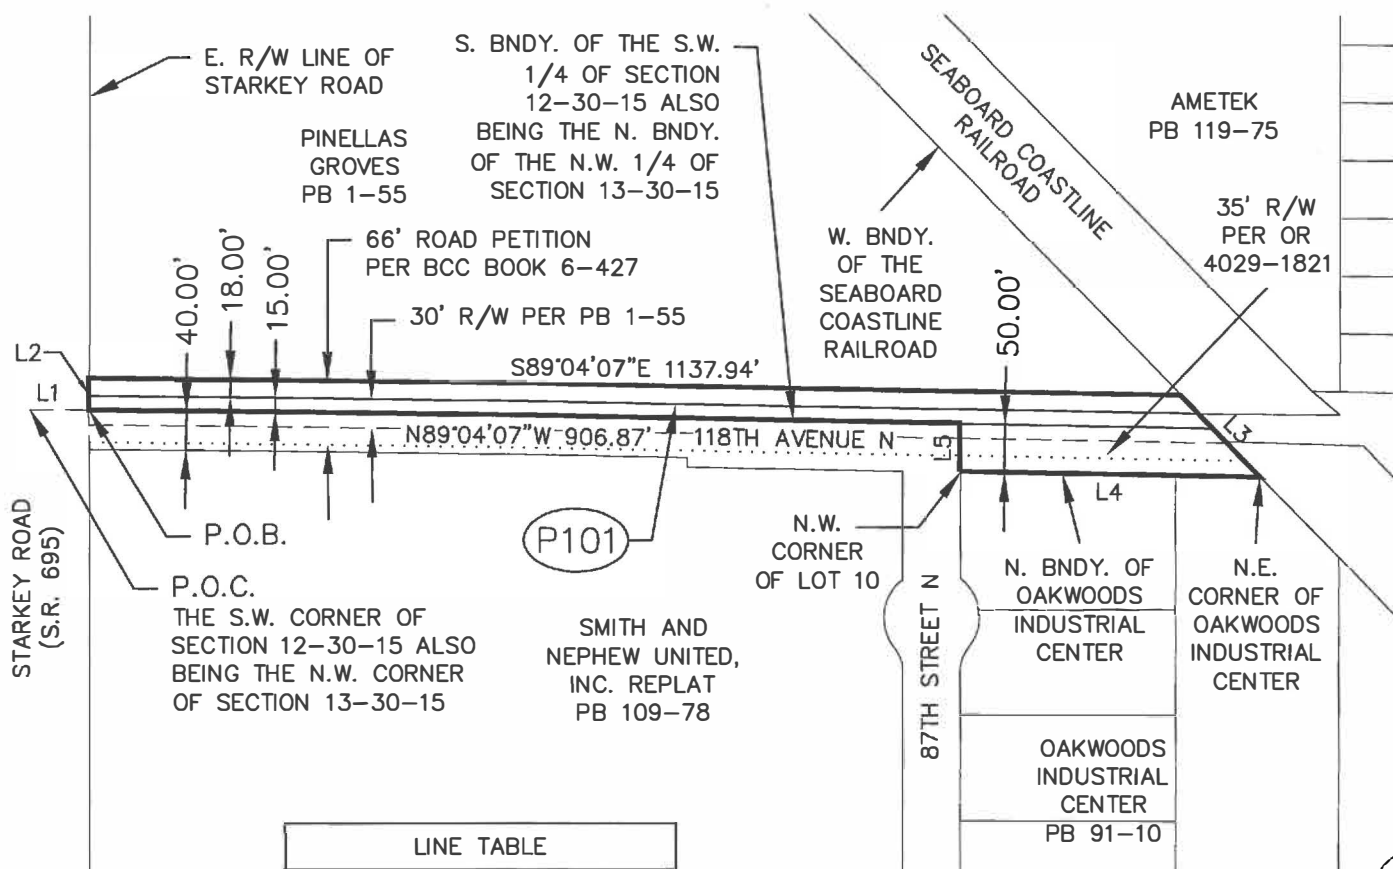 E. R/W LINE OF
STARKEY ROAD
PINELLAS
GROVES
PB 1-55
S. BNDY. OF THE S.W.
1/4 OF SECTION
12-30-15 ALSO
BEING THE N. BNDY.
OF THE N.W. 1/4 OF
SECTION 13-30-15
SEABOARD COASTLINE
RAILROAD
AMETEK
PB 119-75
35' R/W
PER OR
4029-1821
W. BNDY.
OF THE
SEABOARD
COASTLINE
RAILROAD
66' ROAD PETITION
PER BCC BOOK 6-427
30' R/W PER PB 1-55
40.00'
18.00'
15.00'
50.00'
L2
L1
S89°04'07"E 1137.94'
N89°04'07"W 906.87'
118TH AVENUE N
L5
L3
L4
P.O.B.
P101
P.O.C.
THE S.W. CORNER OF
SECTION 12-30-15 ALSO
BEING THE N.W. CORNER
OF SECTION 13-30-15
STARKEY ROAD
(S.R. 695)
SMITH AND
NEPHEW UNITED,
INC. REPLAT
PB 109-78
N.W.
CORNER
OF LOT 10
87TH STREET N
N. BNDY. OF
OAKWOODS
INDUSTRIAL
CENTER
N.E.
CORNER OF
OAKWOODS
INDUSTRIAL
CENTER
OAKWOODS
INDUSTRIAL
CENTER
PB 91-10
LINE TABLE